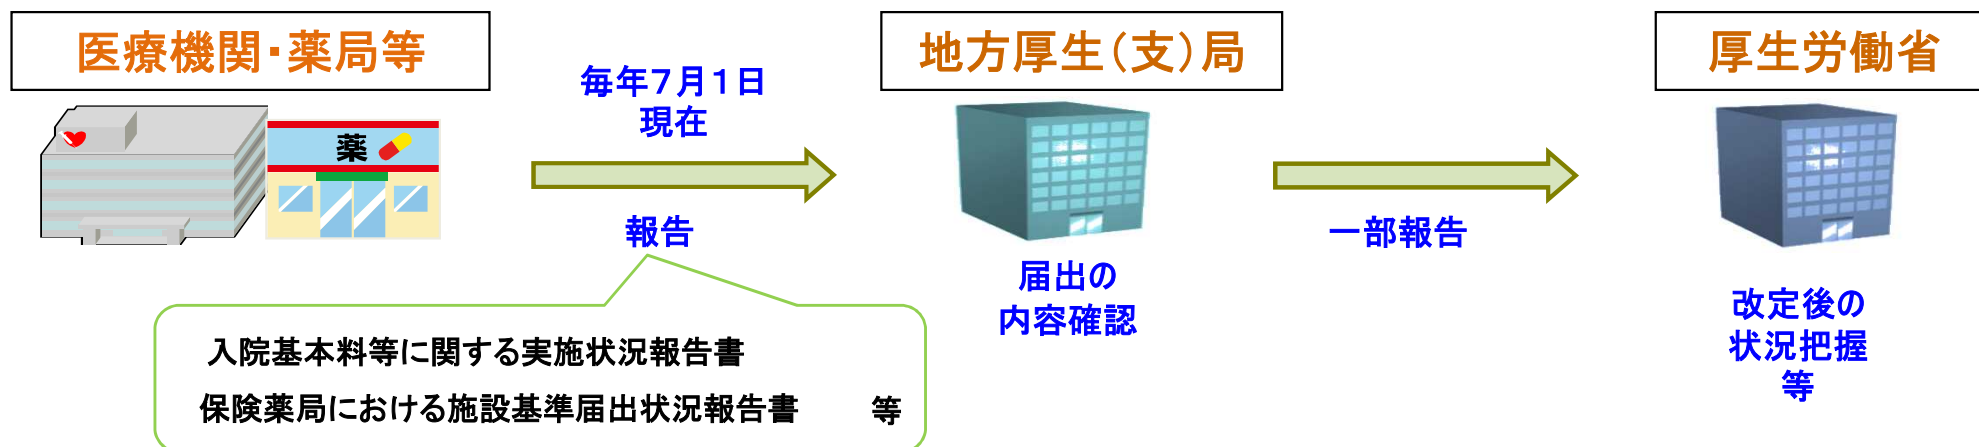 医療機関・薬局等
毎年7月1日
現在
地方厚生(支)局
厚生労働省
薬
報告
一部報告
届出の
内容確認
改定後の
状況把握
等
入院基本料等に関する実施状況報告書
保険薬局における施設基準届出状況報告書 等